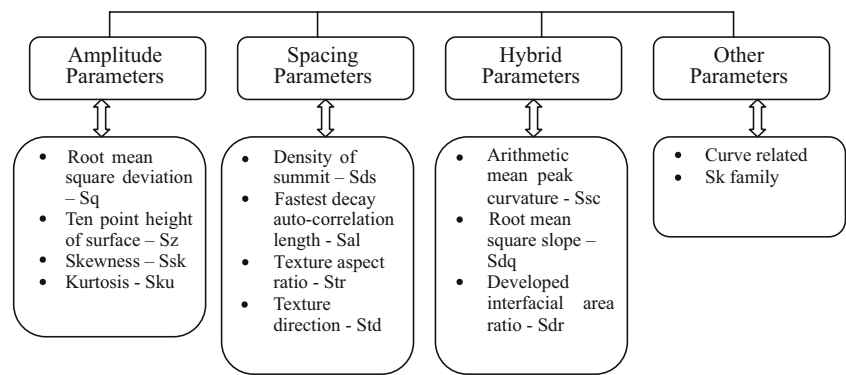 Amplitude
Parameters
Spacing
Parameters
Hybrid
Parameters
Other
Parameters
• Root mean
square deviation
– Sq
• Ten point height
of surface – Sz
• Skewness – Ssk
• Kurtosis - Sku
• Density of
summit – Sds
• Fastest decay
auto-correlation
length - Sal
• Texture aspect
ratio - Str
• Texture
direction - Std
• Arithmetic
mean peak
curvature - Ssc
• Root mean
square slope –
Sdq
• Developed
interfacial area
ratio - Sdr
• Curve related
• Sk family